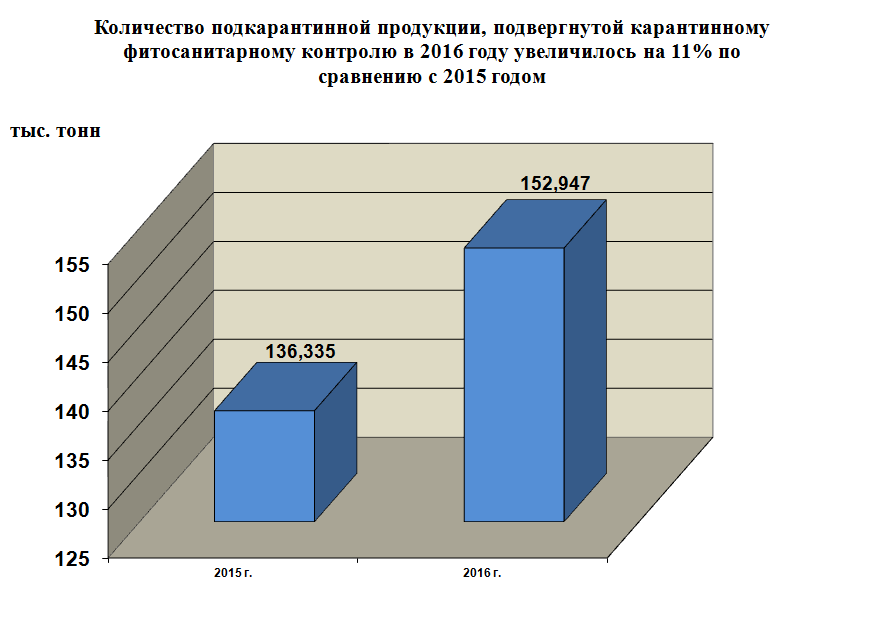 Количество подкарантинной продукции, подвергнутой карантинному
фитосанитарному контролю в 2016 году увеличилось на 11% по
сравнению с 2015 годом
тыс. тонн
152,947
136,335
155
150
145
140
135
130
125
2015 г.
2016 г.